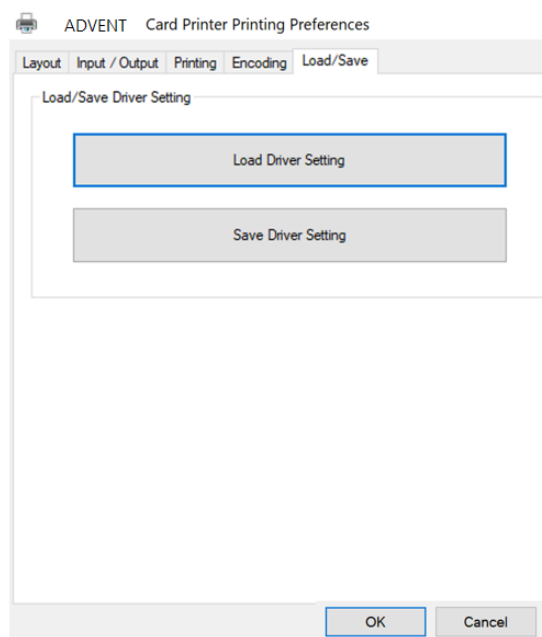 ADVENT Card Printer Printing Preferences
Layout Input / Output Printing Encoding Load/Save
Load/Save Driver Setting
Load Driver Setting
Save Driver Setting
OK Cancel